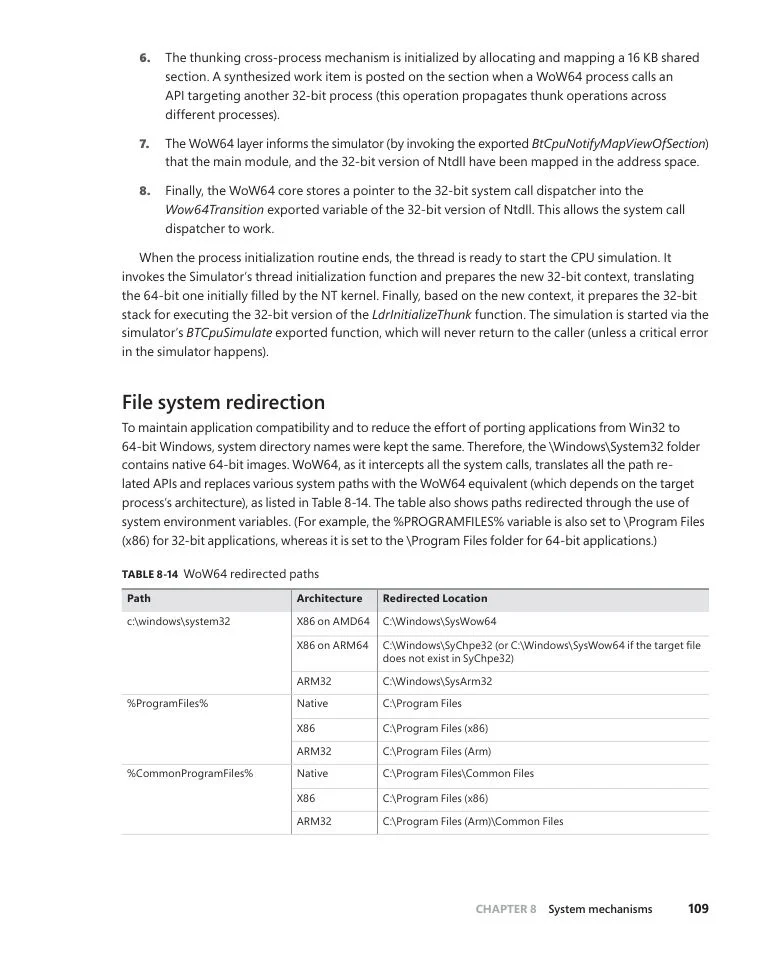 6. The thunking cross-process mechanism is initialized by allocating and mapping a 16 KB shared
section. A synthesized work item is posted on the section when a WoW64 process calls an
API targeting another 32-bit process (this operation propagates thunk operations across
different processes).
7. The WoW64 layer informs the simulator (by invoking the exported BtCpuNotifyMapViewOfSection)
that the main module, and the 32-bit version of Ntdll have been mapped in the address space.
8. Finally, the WoW64 core stores a pointer to the 32-bit system call dispatcher into the
Wow64Transition exported variable of the 32-bit version of Ntdll. This allows the system call
dispatcher to work.
When the process initialization routine ends, the thread is ready to start the CPU simulation. It
invokes the Simulator's thread initialization function and prepares the new 32-bit context, translating
the 64-bit one initially filled by the NT kernel. Finally, based on the new context, it prepares the 32-bit
stack for executing the 32-bit version of the LdrInitializeThunk function. The simulation is started via the
simulator's BTCpuSimulate exported function, which will never return to the caller (unless a critical error
in the simulator happens).
File system redirection
To maintain application compatibility and to reduce the effort of porting applications from Win32 to
64-bit Windows, system directory names were kept the same. Therefore, the \Windows\System32 folder
contains native 64-bit images. WoW64, as it intercepts all the system calls, translates all the path re-
lated APIs and replaces various system paths with the WoW64 equivalent (which depends on the target
process's architecture), as listed in Table 8-14. The table also shows paths redirected through the use of
system environment variables. (For example, the %PROGRAMFILES% variable is also set to \Program Files
(x86) for 32-bit applications, whereas it is set to the \Program Files folder for 64-bit applications.)
TABLE 8-14 WoW64 redirected paths
Path Architecture Redirected Location
c:\windows\system32 X86 on AMD64 C:\Windows\SysWow64
X86 on ARM64 C:\Windows\SyChpe32 (or C:\Windows\SysWow64 if the target file
does not exist in SyChpe32)
ARM32 C:\Windows\SysArm32
%ProgramFiles% Native C:\Program Files
X86 C:\Program Files (x86)
ARM32 C:\Program Files (Arm)
%CommonProgramFiles% Native C:\Program Files\Common Files
X86 C:\Program Files (x86)
ARM32 C:\Program Files (Arm)\Common Files
CHAPTER 8 System mechanisms 109